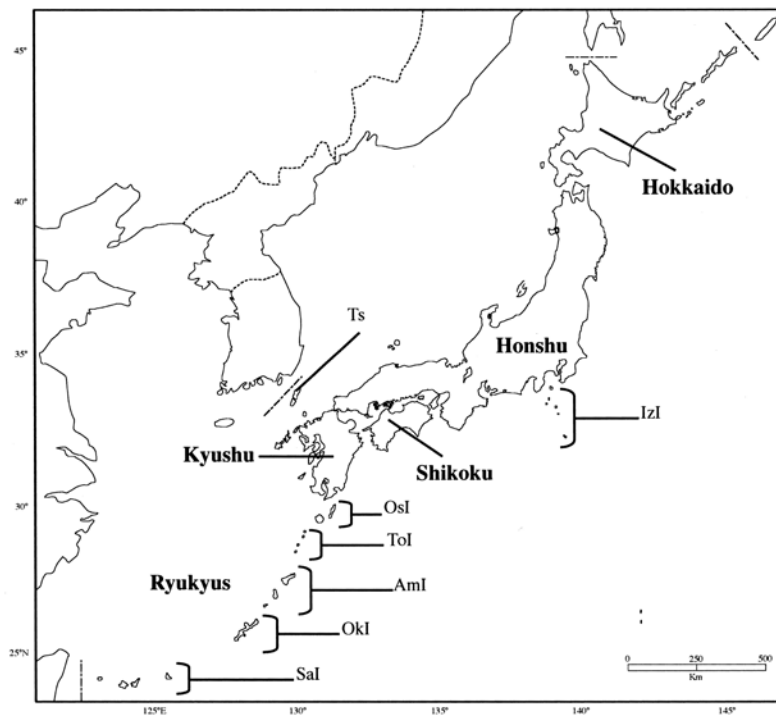 45°
Hokkaido
40°
Ts
Honshu
35°
IzI
Kyushu
Shikoku
OsI
30°
ToI
Ryukyus
AmI
OkI
25°N
SaI
0 250 500
Km
125°E 130° 135° 140° 145°